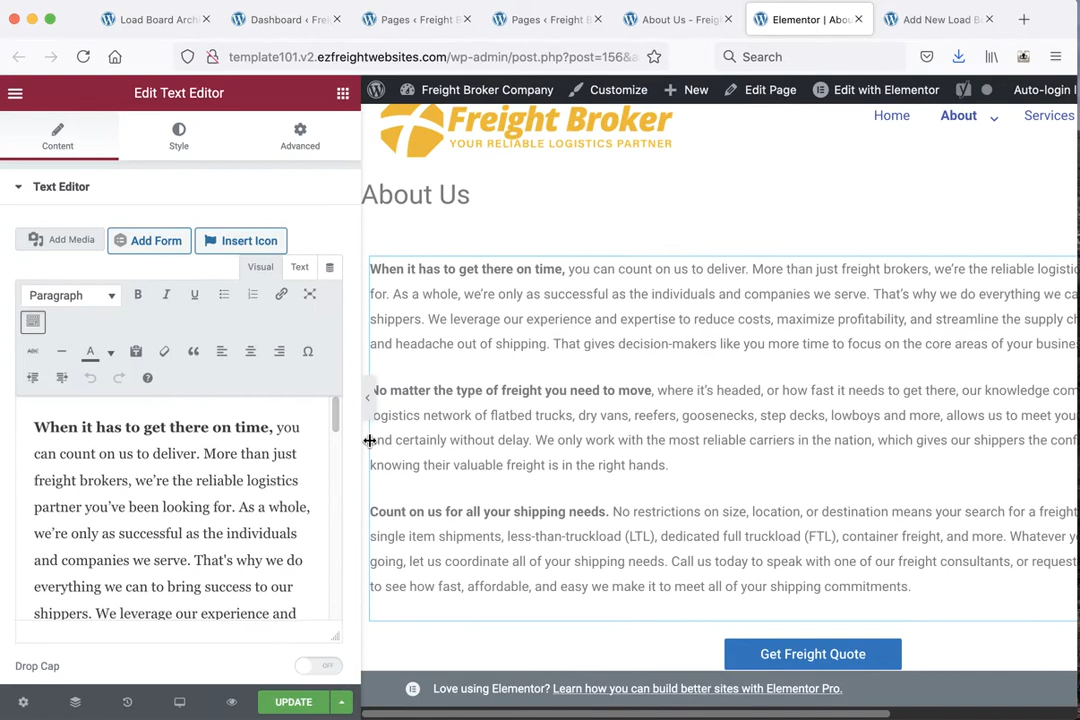 Load Board Arch
Dashboard ‹ Frei
Pages ‹ Freight B
Pages ‹ Freight B
About Us - Freig
Elementor | Abou
Add New Load B
template101.v2.ezfreightwebsites.com/wp-admin/post.php?post=156&a
Search
Edit Text Editor
Freight Broker Company
Customize
New
Edit Page
Edit with Elementor
Auto-login
Content
Style
Advanced
Freight Broker
YOUR RELIABLE LOGISTICS PARTNER
Home
About
Services
Text Editor
About Us
Add Media
Add Form
Insert Icon
Visual
Text
Paragraph
B
I
U
ABC
A
When it has to get there on time, you
can count on us to deliver. More than just
freight brokers, we're the reliable logistics
partner you've been looking for. As a whole,
we're only as successful as the individuals
and companies we serve. That's why we do
everything we can to bring success to our
shippers. We leverage our experience and
Drop Cap
OFF
UPDATE
When it has to get there on time, you can count on us to deliver. More than just freight brokers, we're the reliable logistic
for. As a whole, we're only as successful as the individuals and companies we serve. That's why we do everything we ca
shippers. We leverage our experience and expertise to reduce costs, maximize profitability, and streamline the supply ch
and headache out of shipping. That gives decision-makers like you more time to focus on the core areas of your busine
No matter the type of freight you need to move, where it's headed, or how fast it needs to get there, our knowledge com
logistics network of flatbed trucks, dry vans, reefers, goosenecks, step decks, lowboys and more, allows us to meet you
and certainly without delay. We only work with the most reliable carriers in the nation, which gives our shippers the conf
knowing their valuable freight is in the right hands.
Count on us for all your shipping needs. No restrictions on size, location, or destination means your search for a freight
single item shipments, less-than-truckload (LTL), dedicated full truckload (FTL), container freight, and more. Whatever y
going, let us coordinate all of your shipping needs. Call us today to speak with one of our freight consultants, or request
to see how fast, affordable, and easy we make it to meet all of your shipping commitments.
Get Freight Quote
Love using Elementor? Learn how you can build better sites with Elementor Pro.